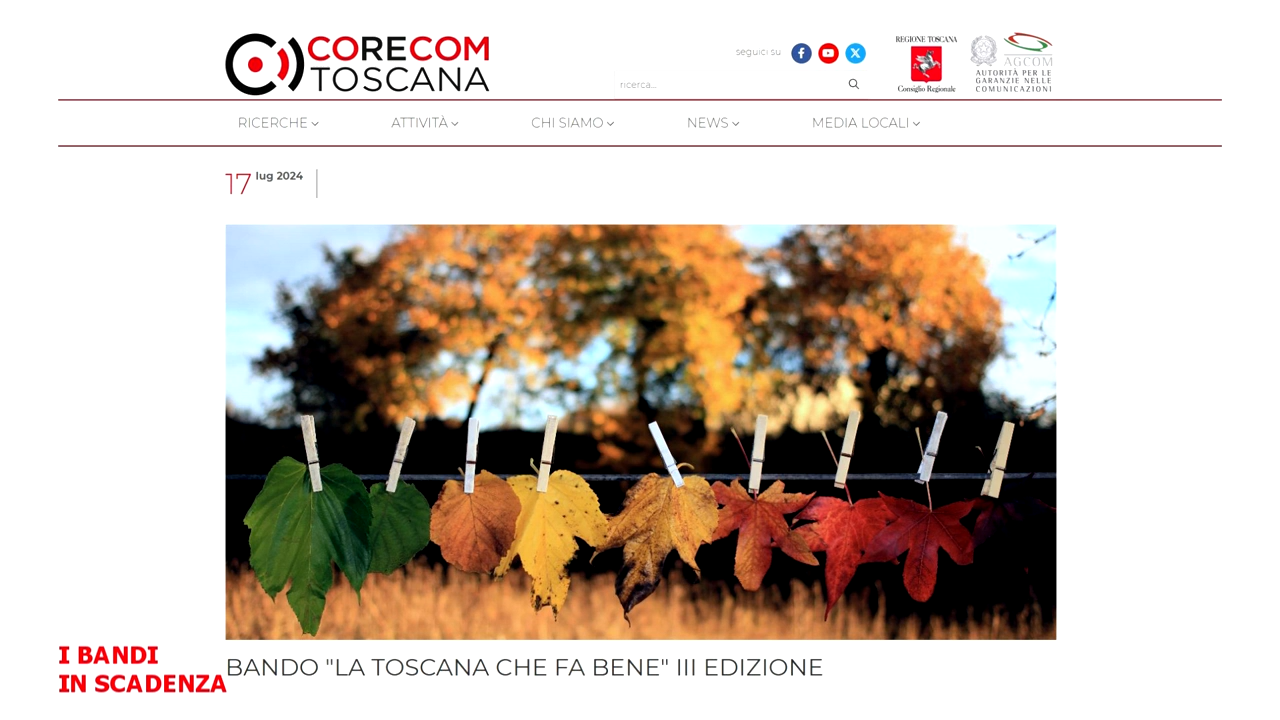 CORECOM
TOSCANA
seguici su
ricerca...
REGIONE TOSCANA
Consiglio Regionale
AGCOM
AUTORITÀ PER LE
GARANZIE NELLE
COMUNICAZIONI
RICERCHE
ATTIVITÀ
CHI SIAMO
NEWS
MEDIA LOCALI
17 lug 2024
I BANDI
IN SCADENZA
BANDO "LA TOSCANA CHE FA BENE" III EDIZIONE